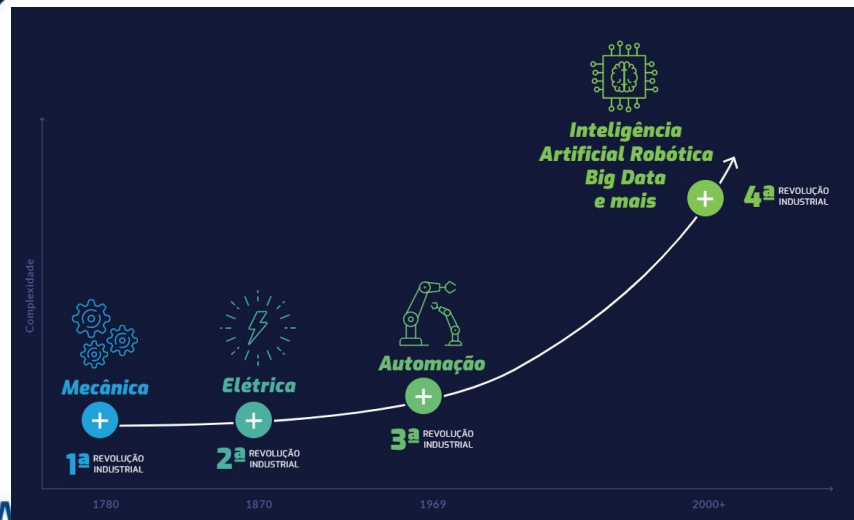 Inteligência
Artificial Robótica
Big Data
e mais
4ª REVOLUÇÃO
INDUSTRIAL
Complexidade
Mecânica
1ª REVOLUÇÃO
INDUSTRIAL
Elétrica
2ª REVOLUÇÃO
INDUSTRIAL
Automação
3ª REVOLUÇÃO
INDUSTRIAL
1780
1870
1969
2000+